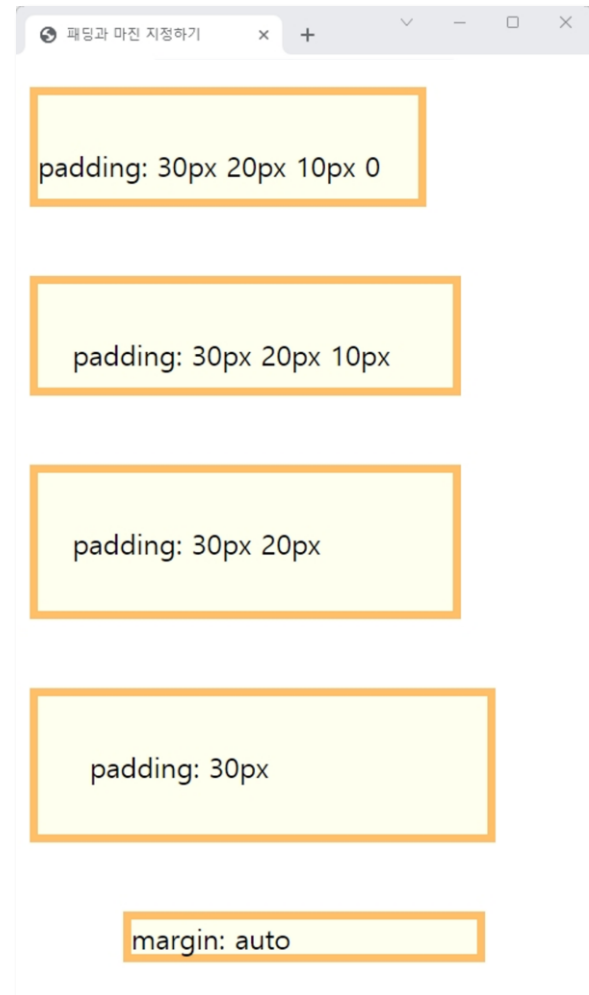 패딩과 마진 지정하기
padding: 30px 20px 10px 0
padding: 30px 20px 10px
padding: 30px 20px
padding: 30px
margin: auto